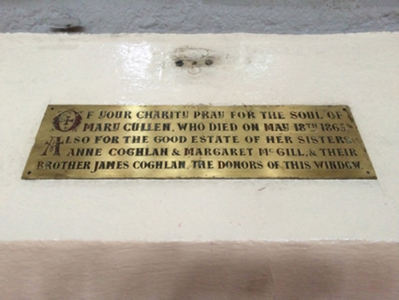 OF YOUR CHARITY PRAY FOR THE SOUL OF
MARY CULLEN, WHO DIED ON MAY 18TH 1865.
ALSO FOR THE GOOD ESTATE OF HER SISTERS,
ANNE COGHLAN & MARGARET McGILL, & THEIR
BROTHER JAMES COGHLAN, THE DONORS OF THIS WINDOW.